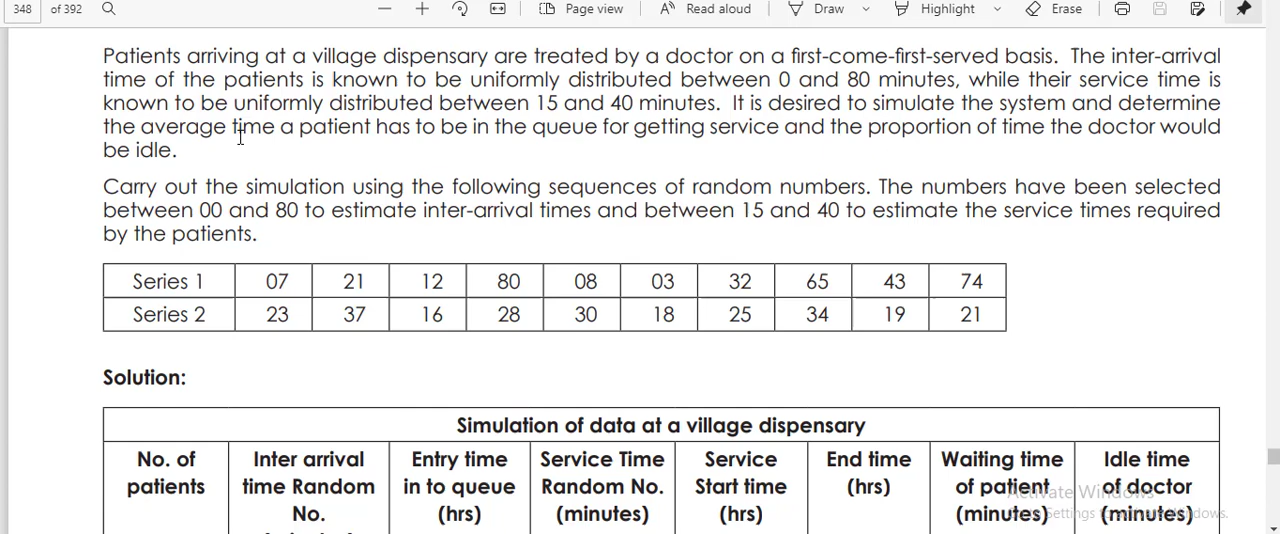 348 of 392 Page view Read aloud Draw Highlight Erase
Patients arriving at a village dispensary are treated by a doctor on a first-come-first-served basis. The inter-arrival
time of the patients is known to be uniformly distributed between 0 and 80 minutes, while their service time is
known to be uniformly distributed between 15 and 40 minutes. It is desired to simulate the system and determine
the average time a patient has to be in the queue for getting service and the proportion of time the doctor would
be idle.
Carry out the simulation using the following sequences of random numbers. The numbers have been selected
between 00 and 80 to estimate inter-arrival times and between 15 and 40 to estimate the service times required
by the patients.
Series 1 07 21 12 80 08 03 32 65 43 74
Series 2 23 37 16 28 30 18 25 34 19 21
Solution:
Simulation of data at a village dispensary
No. of Inter arrival Entry time Service Time Service End time Waiting time Idle time
patients time Random in to queue Random No. Start time (hrs) of patient of doctor
No. (hrs) (minutes) (hrs) (minutes) (minutes)
Activate Windows